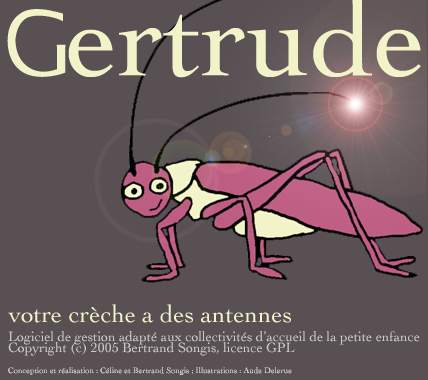 Gertrude
votre crèche a des antennes
Logiciel de gestion adapté aux collectivités d'accueil de la petite enfance
Copyright (c) 2005 Bertrand Songis, licence GPL
Conception et réalisation : Céline et Bertrand Songis ; Illustrations : Aude Delerue